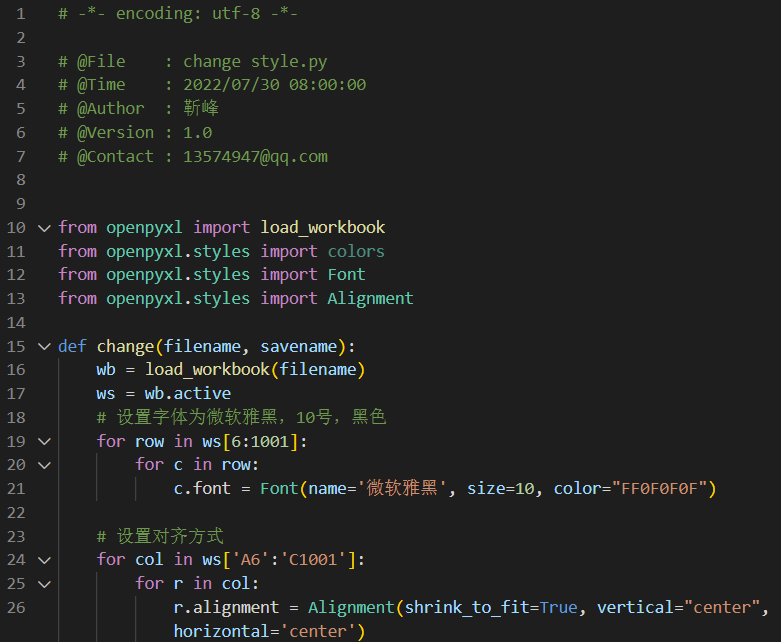 1 # -*- encoding: utf-8 -*-
2
3 # @File    : change style.py
4 # @Time    : 2022/07/30 08:00:00
5 # @Author  : 靳峰
6 # @Version : 1.0
7 # @Contact : 13574947@qq.com
8
9
10 from openpyxl import load_workbook
11 from openpyxl.styles import colors
12 from openpyxl.styles import Font
13 from openpyxl.styles import Alignment
14
15 def change(filename, savename):
16     wb = load_workbook(filename)
17     ws = wb.active
18     # 设置字体为微软雅黑，10号，黑色
19     for row in ws[6:1001]:
20         for c in row:
21             c.font = Font(name='微软雅黑', size=10, color="FF0F0F0F")
22
23     # 设置对齐方式
24     for col in ws['A6':'C1001']:
25         for r in col:
26             r.alignment = Alignment(shrink_to_fit=True, vertical="center",
            horizontal='center')